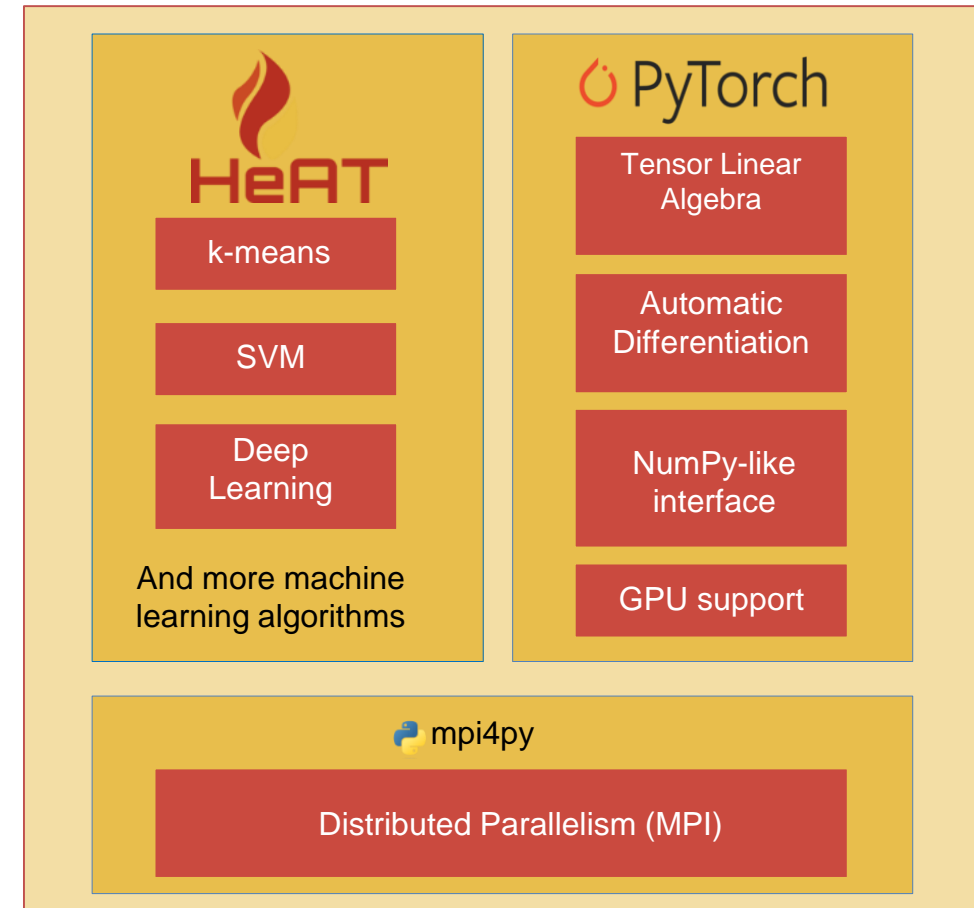 HeAT
k-means
SVM
Deep
Learning
And more machine
learning algorithms
PyTorch
Tensor Linear
Algebra
Automatic
Differentiation
NumPy-like
interface
GPU support
mpi4py
Distributed Parallelism (MPI)